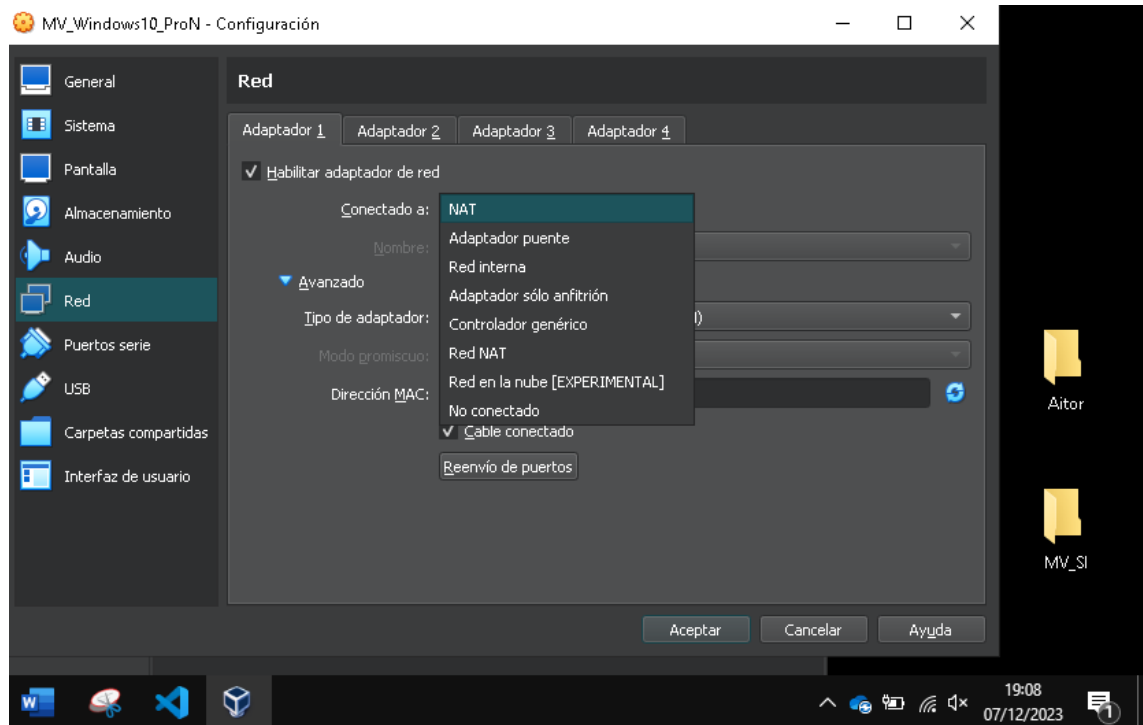 MV_Windows10_ProN - Configuración
General
Sistema
Pantalla
Almacenamiento
Audio
Red
Puertos serie
USB
Carpetas compartidas
Interfaz de usuario
Red
Adaptador 1 Adaptador 2 Adaptador 3 Adaptador 4
Habilitar adaptador de red
Conectado a: NAT
Adaptador puente
Nombre:
Red interna
Avanzado
Adaptador sólo anfitrión
Tipo de adaptador: Controlador genérico )
Modo promiscuo: Red NAT
Red en la nube [EXPERIMENTAL]
Dirección MAC:
No conectado
Cable conectado
Reenvío de puertos
Aceptar Cancelar Ayuda
Aitor
MV_SI
W
19:08
07/12/2023
1